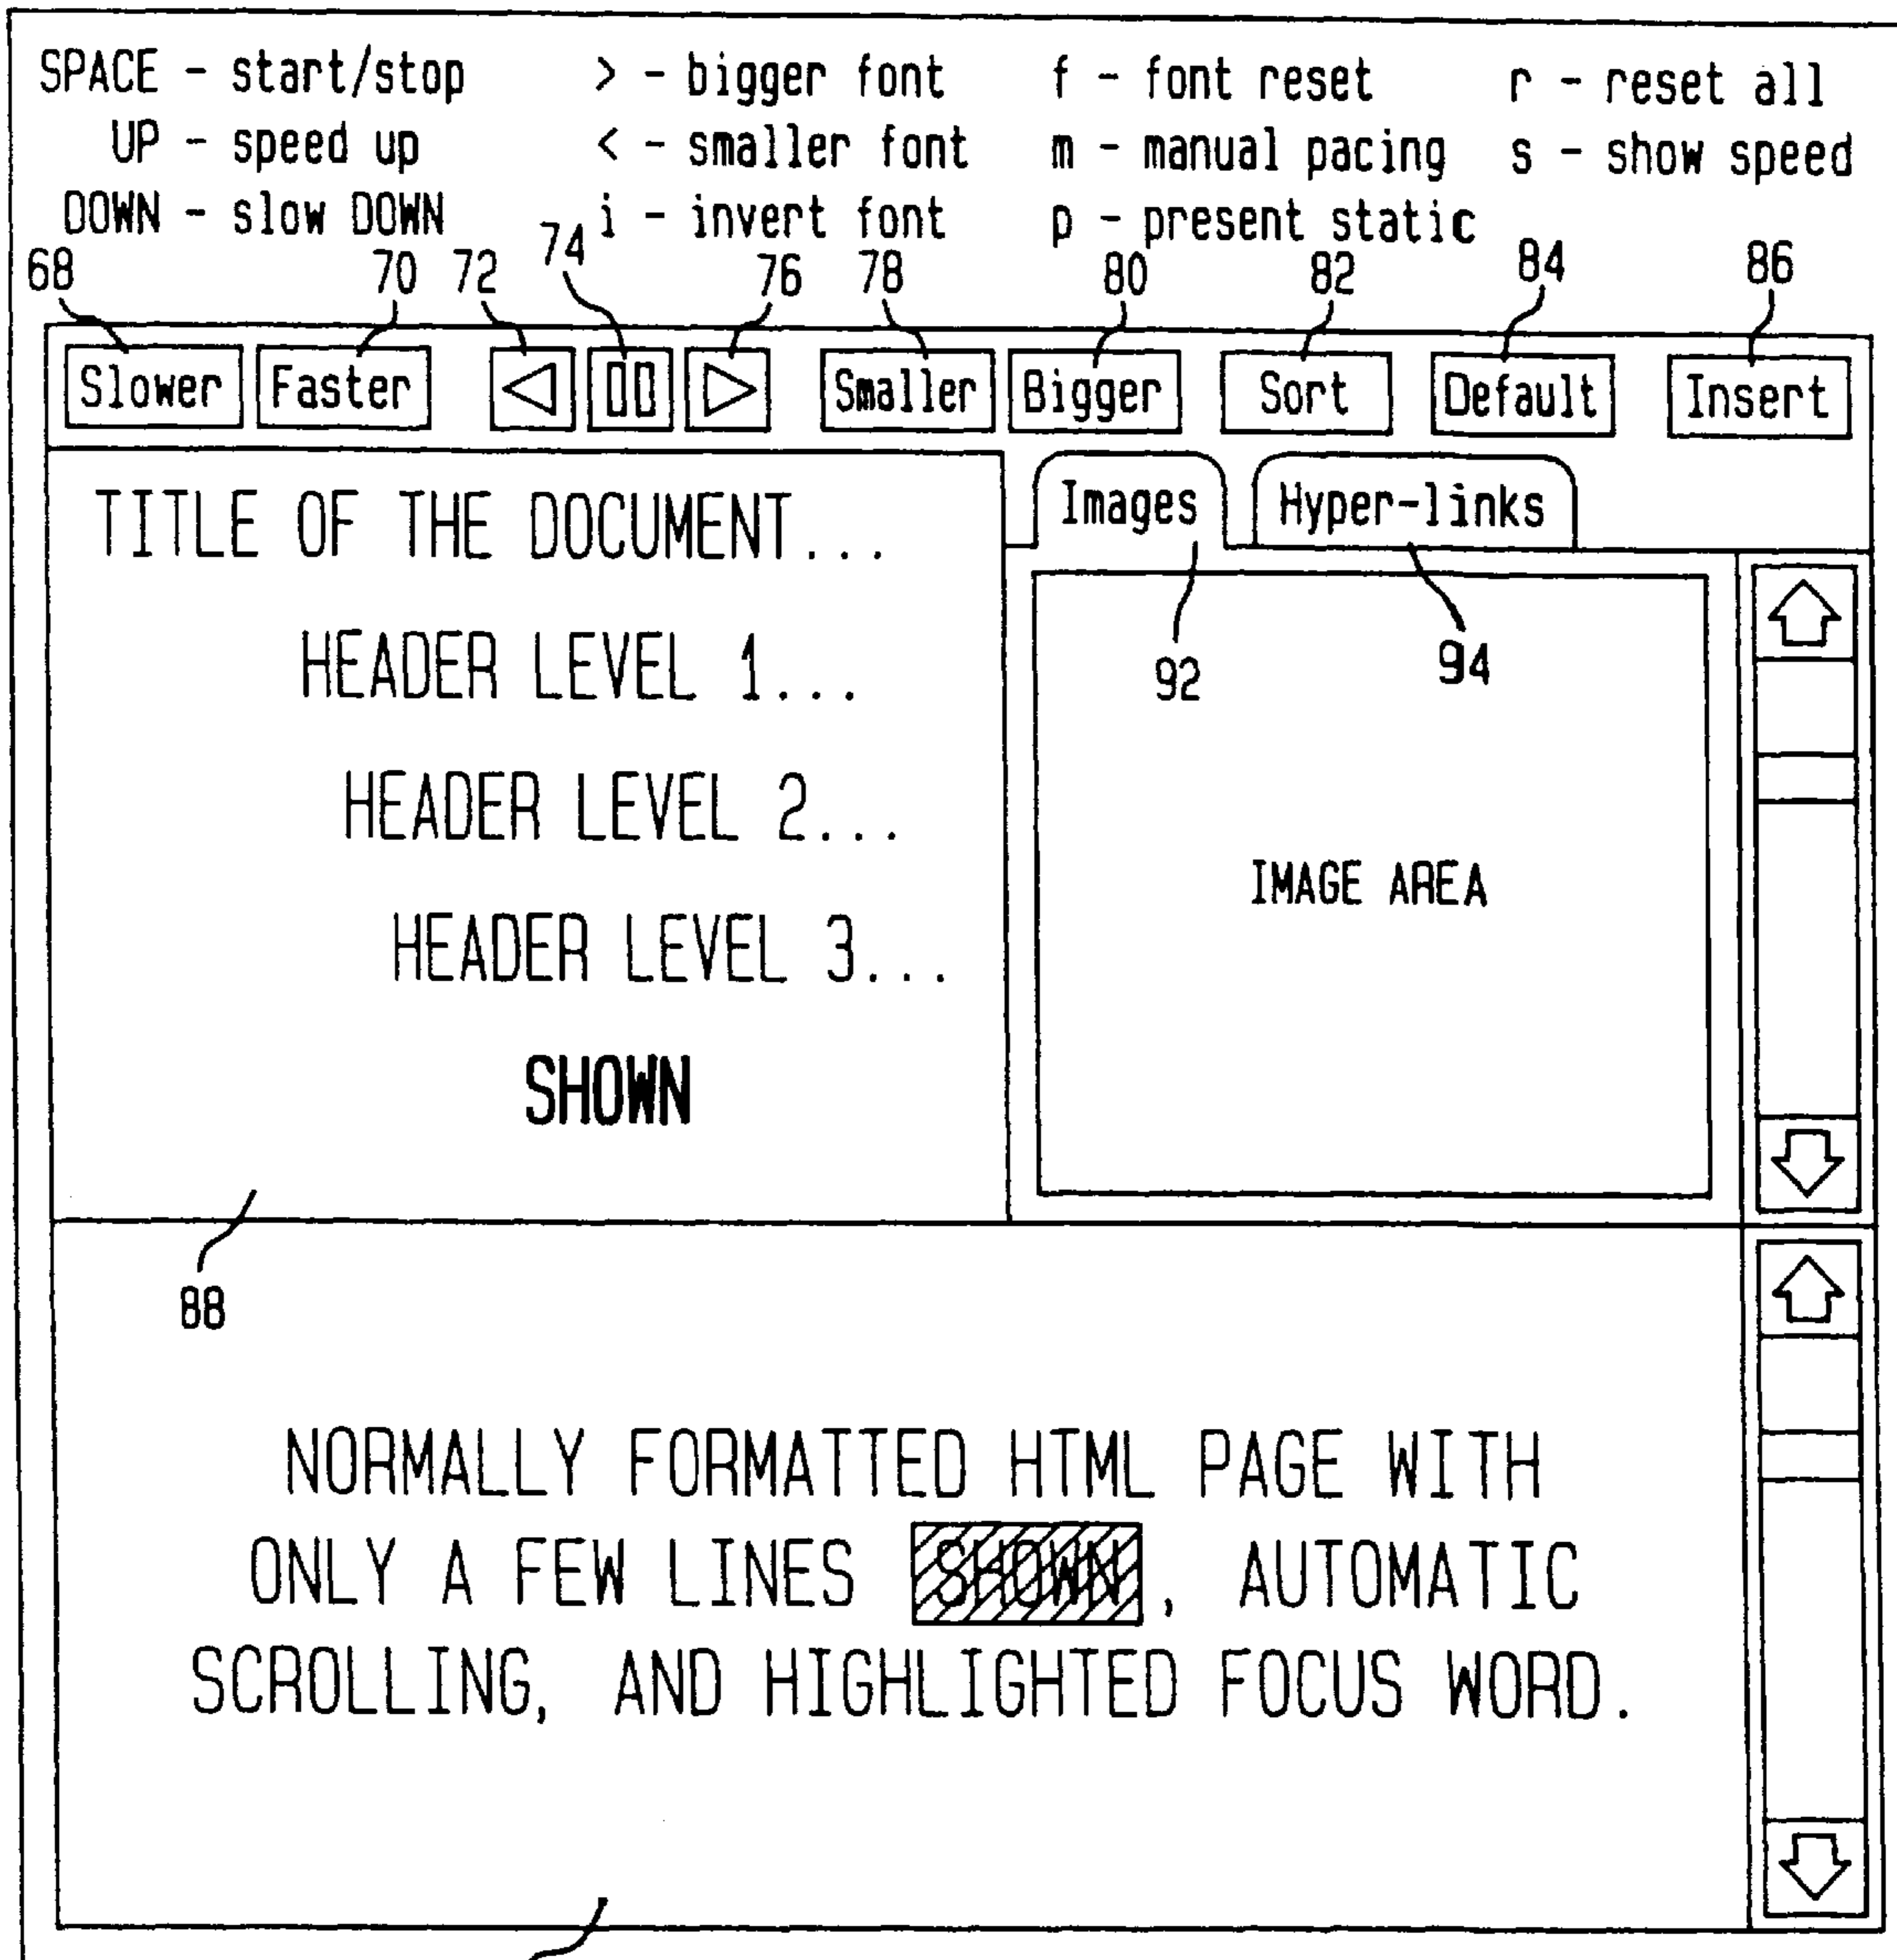 SPACE - start/stop > - bigger font f - font reset r - reset all
UP - speed up < - smaller font m - manual pacing s - show speed
DOWN - slow DOWN i - invert font p - present static
68 70 72 74 76 78 80 82 84 86
Slower Faster Smaller Bigger Sort Default Insert
Images Hyper-links
TITLE OF THE DOCUMENT...
92 94
HEADER LEVEL 1...
HEADER LEVEL 2...
IMAGE AREA
HEADER LEVEL 3...
SHOWN
88
NORMALLY FORMATTED HTML PAGE WITH
ONLY A FEW LINES SHOWN, AUTOMATIC
SCROLLING, AND HIGHLIGHTED FOCUS WORD.